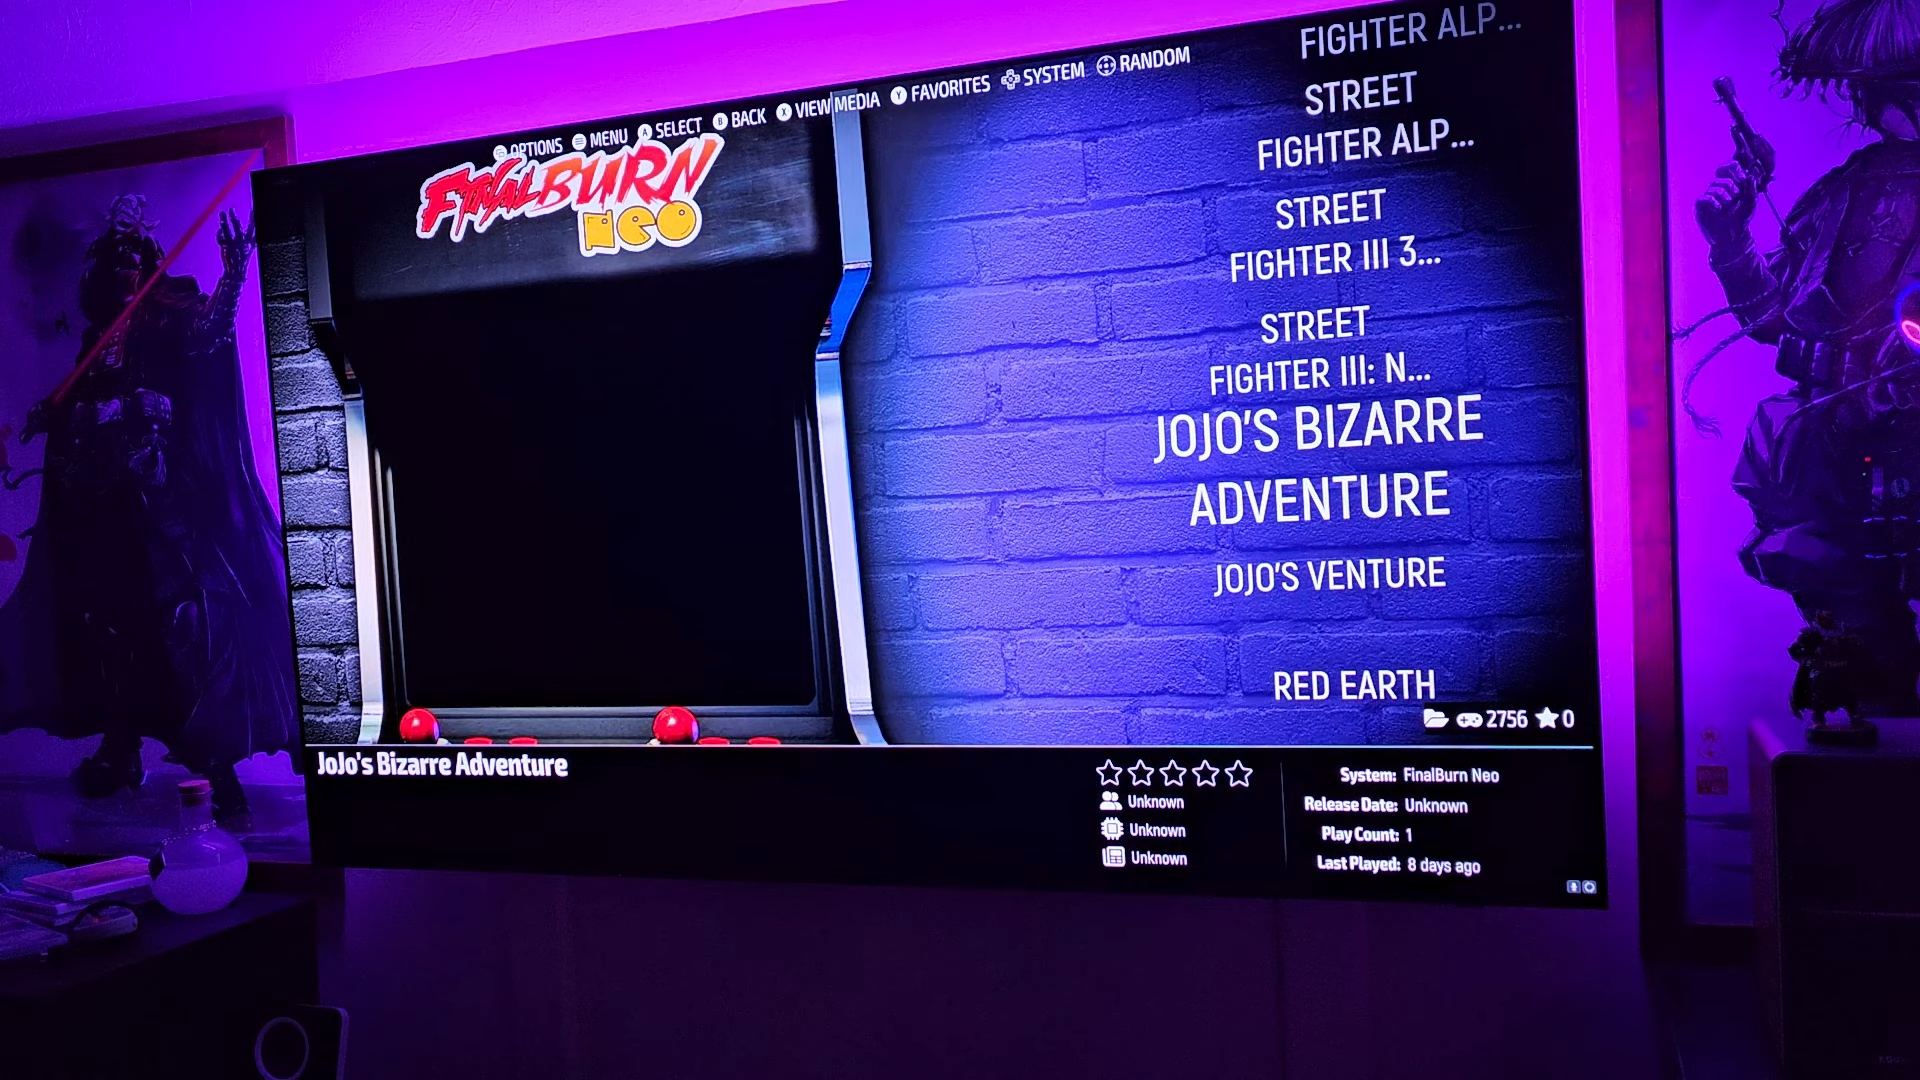 OPTIONS MENU A SELECT B BACK X VIEW MEDIA Y FAVORITES SYSTEM RANDOM
FINALBURN
NEO
FIGHTER ALP...
STREET
FIGHTER ALP...
STREET
FIGHTER III 3...
STREET
FIGHTER III: N...
JOJO'S BIZARRE
ADVENTURE
JOJO'S VENTURE
RED EARTH
2756 0
JoJo's Bizarre Adventure
Unknown
Unknown
Unknown
System: FinalBurn Neo
Release Date: Unknown
Play Count: 1
Last Played: 8 days ago